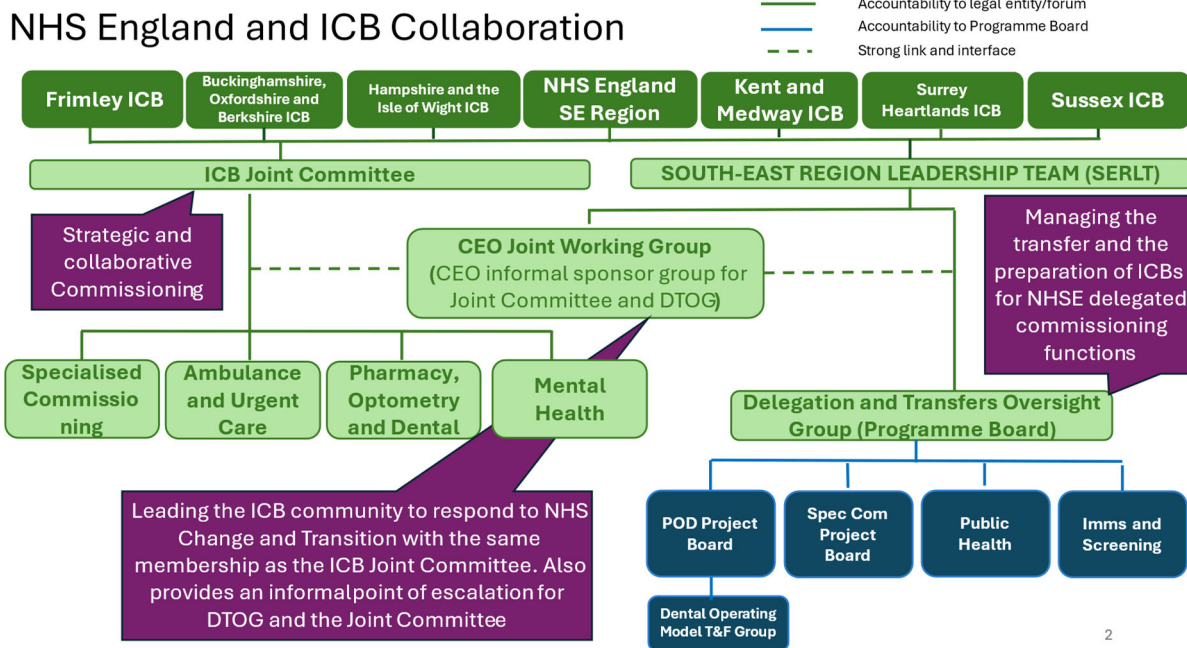 NHS England and ICB Collaboration
Accountability to legal entity/forum
Accountability to Programme Board
Strong link and interface
Frimley ICB
Buckinghamshire,
Oxfordshire and
Berkshire ICB
Hampshire and the
Isle of Wight ICB
NHS England
SE Region
Kent and
Medway ICB
Surrey
Heartlands ICB
Sussex ICB
ICB Joint Committee
SOUTH-EAST REGION LEADERSHIP TEAM (SERLT)
Strategic and
collaborative
Commissioning
CEO Joint Working Group
(CEO informal sponsor group for
Joint Committee and DTOG)
Managing the
transfer and the
preparation of ICBs
for NHSE delegated
commissioning
functions
Specialised
Commissio
ning
Ambulance
and Urgent
Care
Pharmacy,
Optometry
and Dental
Mental
Health
Delegation and Transfers Oversight
Group (Programme Board)
Leading the ICB community to respond to NHS
Change and Transition with the same
membership as the ICB Joint Committee. Also
provides an informalpoint of escalation for
DTOG and the Joint Committee
POD Project
Board
Spec Com
Project
Board
Public
Health
Imms and
Screening
Dental Operating
Model T&F Group
2